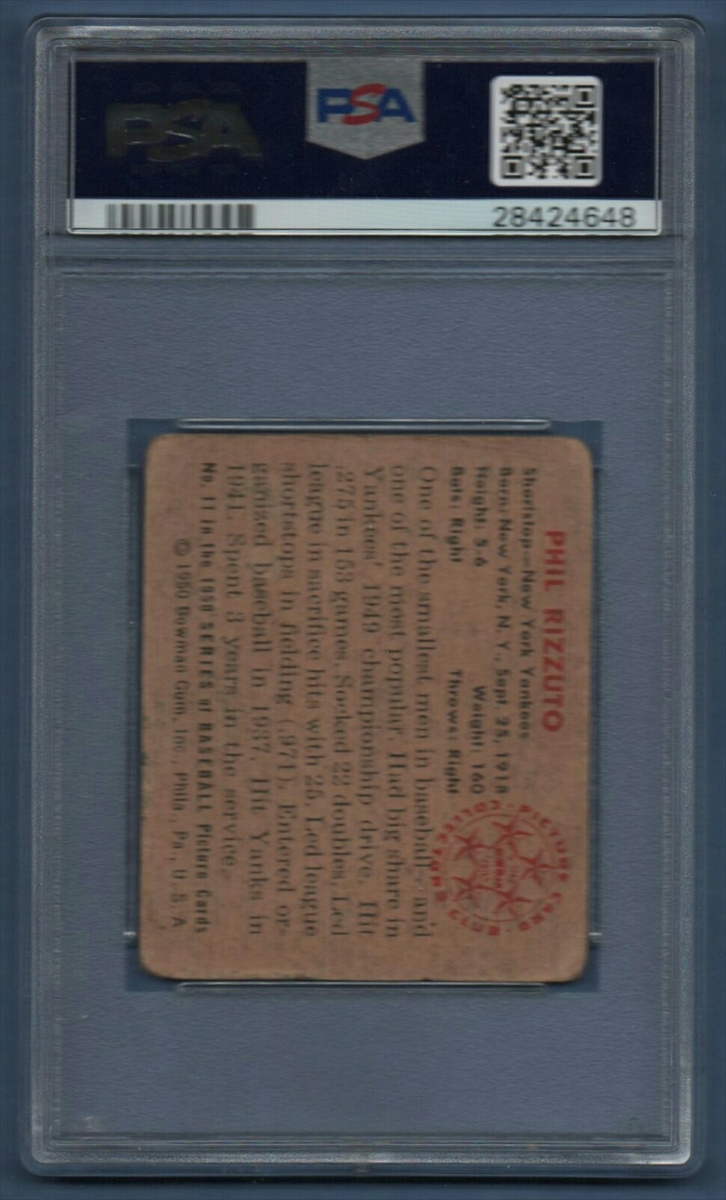 PSA
PSA
28424648
PHIL RIZZUTO
Shortstop—New York Yankees
Born: New York, N. Y., Sept 25, 1918
Height: 5-6 Weight: 160
Bats: Right Throws: Right
One of the smallest men in baseball and
one of the most popular. Had big share in
Yankees' 1949 championship drive. Hit
.275 in 153 games. Socked 22 doubles. Led
league in sacrifice hits with 25. Led league
shortstops in fielding (.971). Entered or-
ganized baseball in 1937. Hit Yanks in
1941. Spent 3 years in the service.
No. 11 in the 1950 SERIES of BASEBALL Picture Cards
© 1950 Bowman Gum, Inc., Phila., Pa., U.S.A.
PICTURE CARD COLLECTORS CLUB